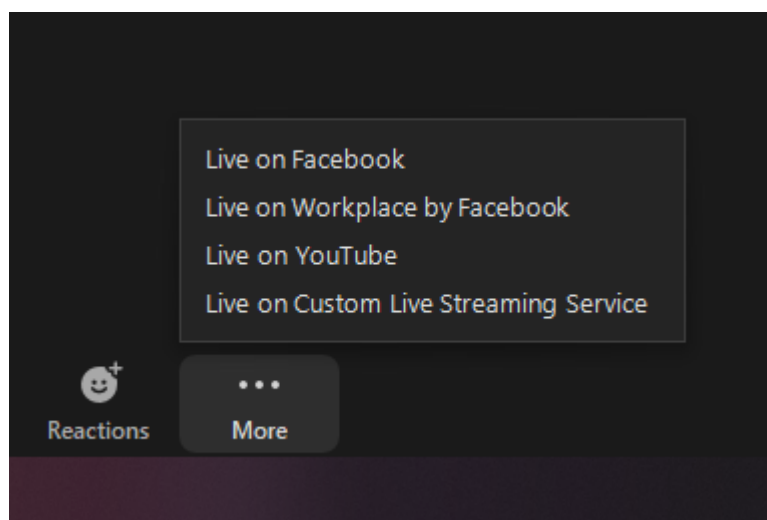 Live on Facebook
Live on Workplace by Facebook
Live on YouTube
Live on Custom Live Streaming Service
Reactions
More